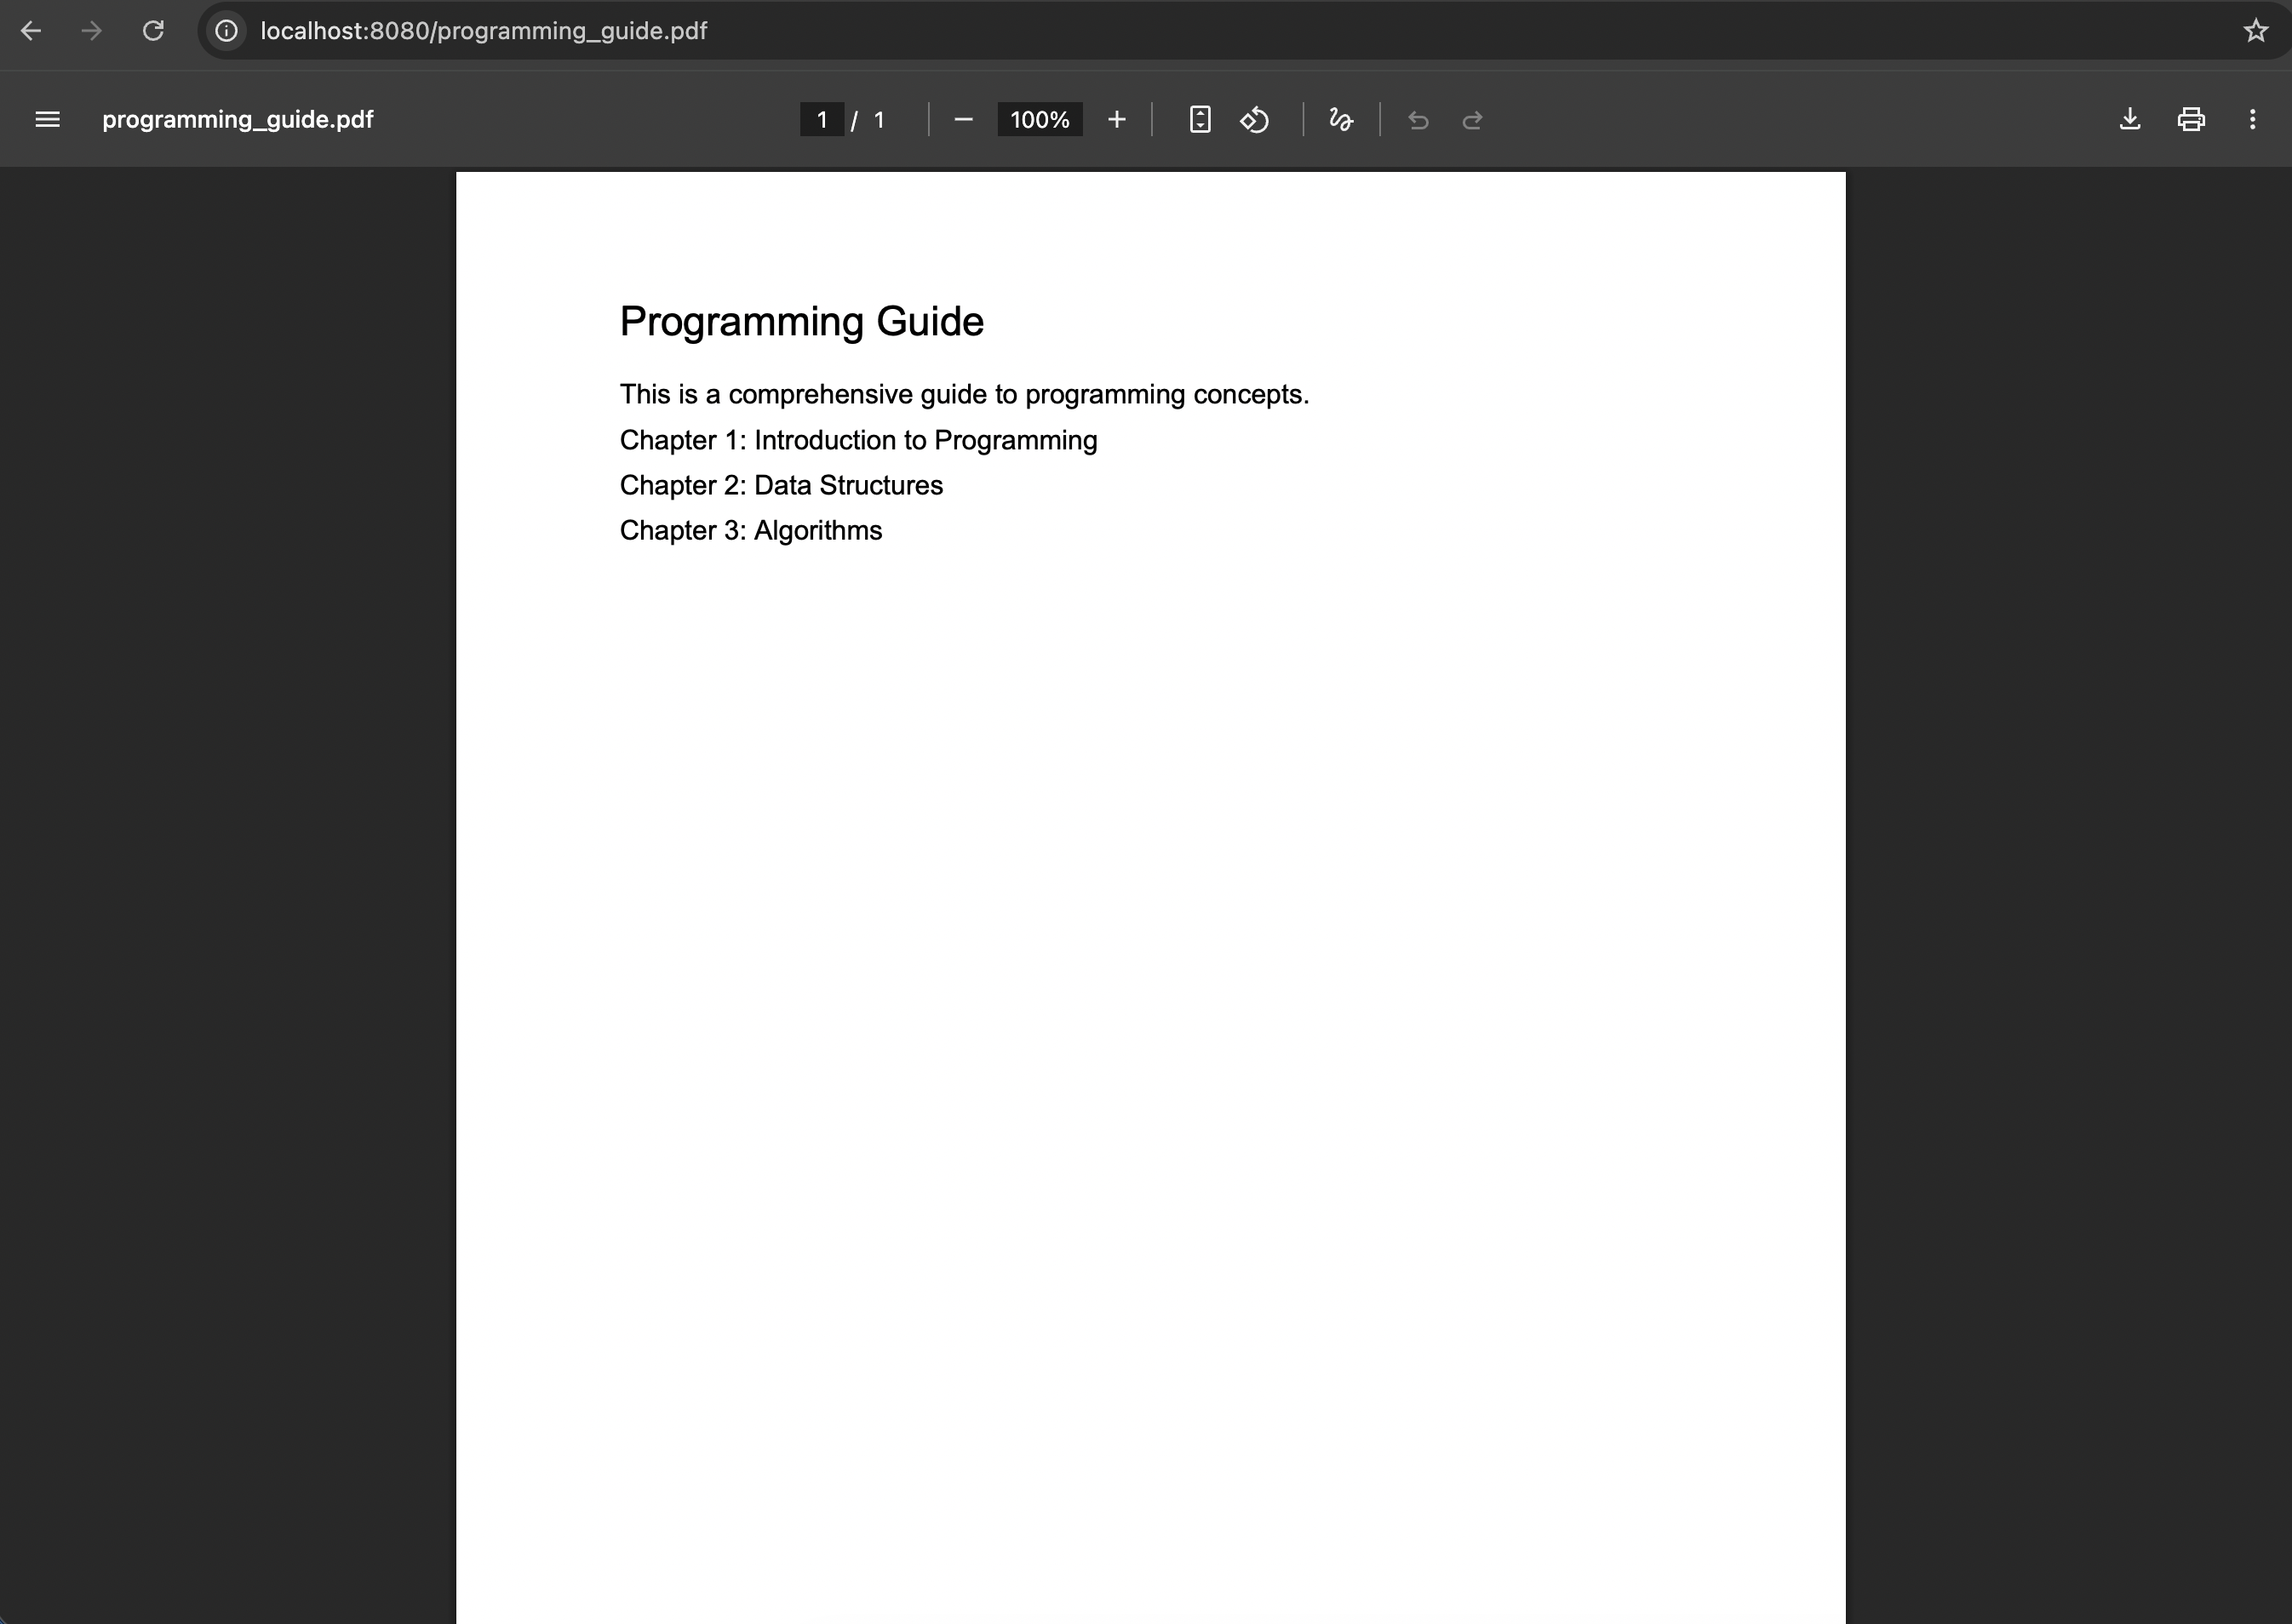 localhost:8080/programming_guide.pdf
programming_guide.pdf
1 / 1
100%
Programming Guide
This is a comprehensive guide to programming concepts.
Chapter 1: Introduction to Programming
Chapter 2: Data Structures
Chapter 3: Algorithms